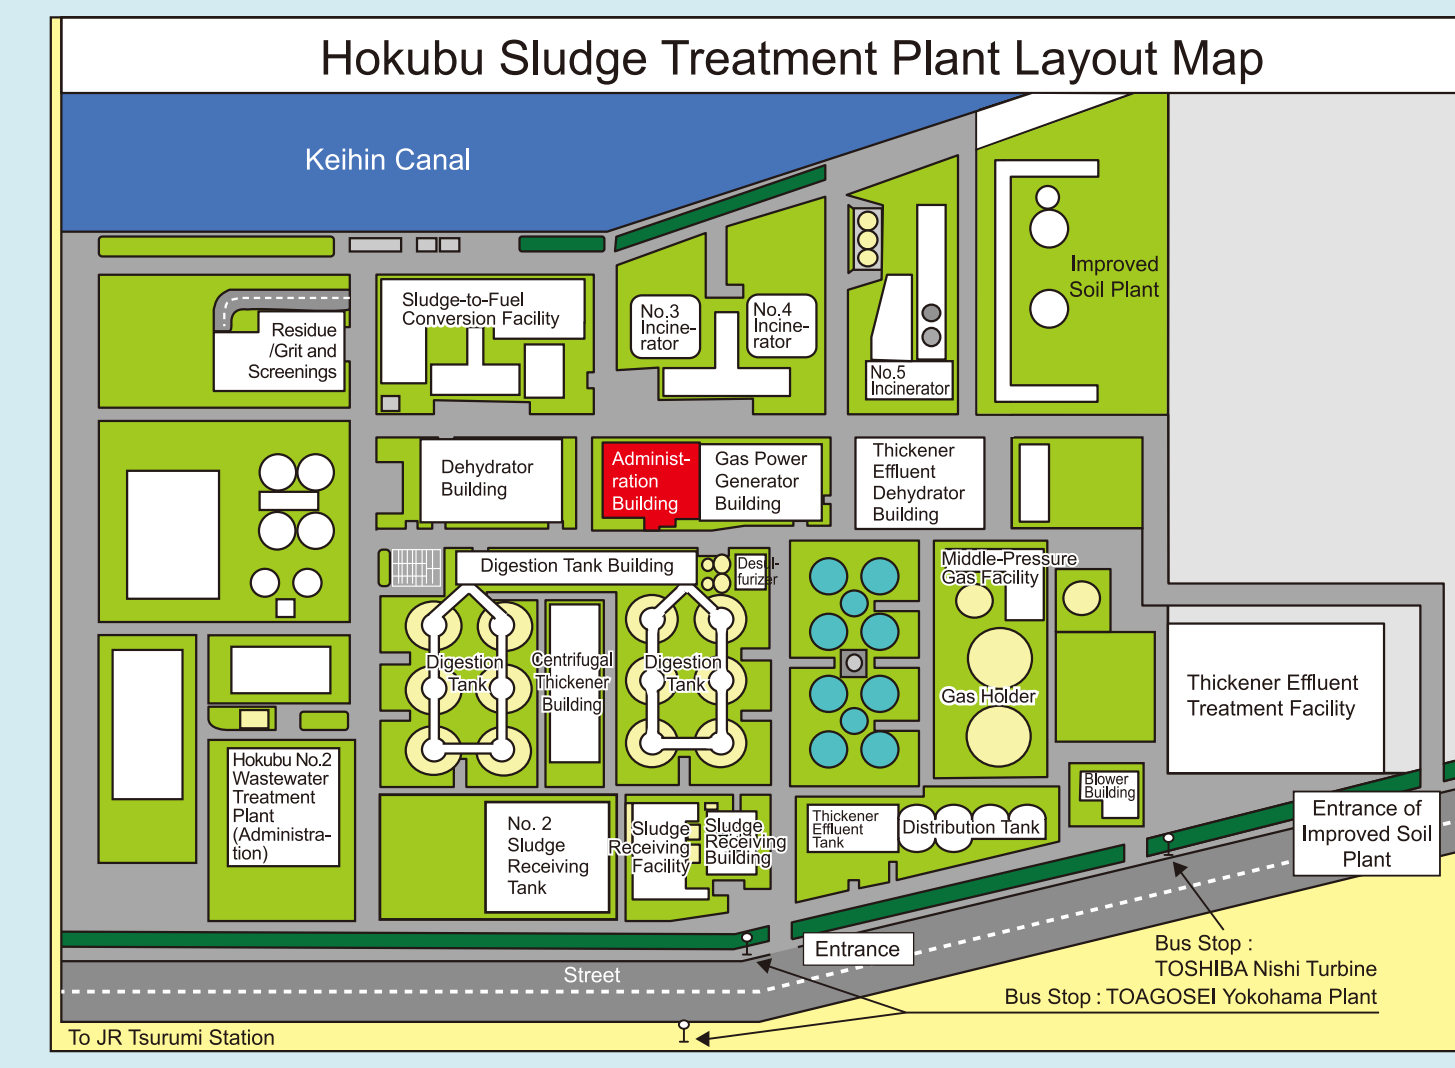 Hokubu Sludge Treatment Plant Layout Map
Keihin Canal
Improved
Soil Plant
Sludge-to-Fuel
Conversion Facility
No.3
Incine-
rator
No.4
Incine-
rator
No.5
Incinerator
Residue
/Grit and
Screenings
Dehydrator
Building
Administ-
ration
Building
Gas Power
Generator
Building
Thickener
Effluent
Dehydrator
Building
Digestion Tank Building
Desul-
furizer
Middle-Pressure
Gas Facility
Digestion
Tank
Centrifugal
Thickener
Building
Digestion
Tank
Gas Holder
Thickener Effluent
Treatment Facility
Hokubu No.2
Wastewater
Treatment
Plant
(Administra-
tion)
No. 2
Sludge
Receiving
Tank
Sludge
Receiving
Facility
Sludge
Receiving
Building
Thickener
Effluent
Tank
Distribution Tank
Blower
Building
Entrance of
Improved Soil
Plant
Entrance
Street
Bus Stop :
TOSHIBA Nishi Turbine
Bus Stop : TOAGOSEI Yokohama Plant
To JR Tsurumi Station